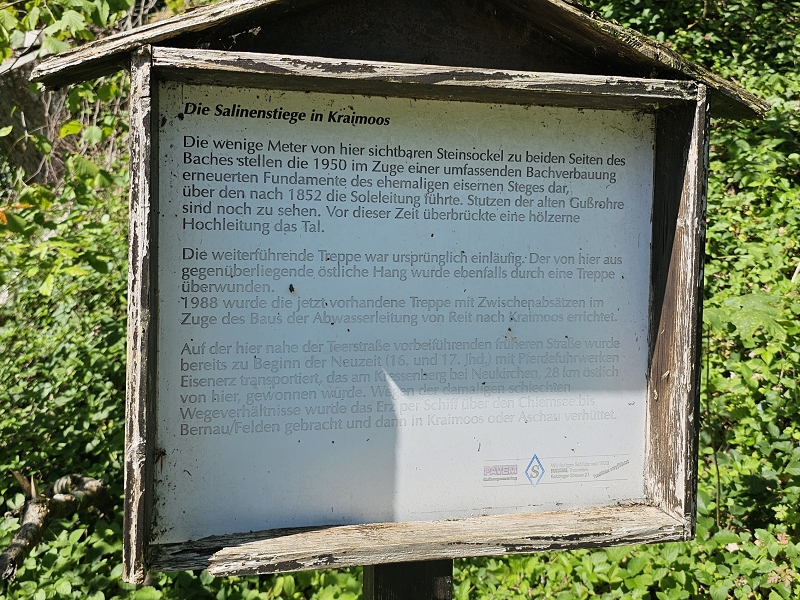 Die Salinenstiege in Kraimoos
Die wenige Meter von hier sichtbaren Steinsockel zu beiden Seiten des
Baches stellen die 1950 im Zuge einer umfassenden Bachverbauung
erneuerten Fundamente des ehemaligen eisernen Steges dar,
über den nach 1852 die Soleleitung führte. Stutzen der alten Gußrohre
sind noch zu sehen. Vor dieser Zeit überbrückte eine hölzerne
Hochleitung das Tal.
Die weiterführende Treppe war ursprünglich einläufig. Der von hier aus
gegenüberliegende östliche Hang wurde ebenfalls durch eine Treppe
überwunden.
1988 wurde die jetzt vorhandene Treppe mit Zwischenabsätzen im
Zuge des Baus der Abwasserleitung von Reit nach Kraimoos errichtet.
Auf der hier nahe der Teerstraße vorbeiführenden früheren Straße wurde
bereits zu Beginn der Neuzeit (16. und 17. Jhd.) mit Pferdefuhrwerken
Eisenerz transportiert, das am Kressenberg bei Neukirchen, 28 km östlich
von hier, gewonnen wurde. Wegen der damaligen schlechten
Wegeverhältnisse wurde das Erz per Schiff über den Chiemsee bis
Bernau/Felden gebracht und dann in Kraimoos oder Aschau verhüttet.
PAVEM
S